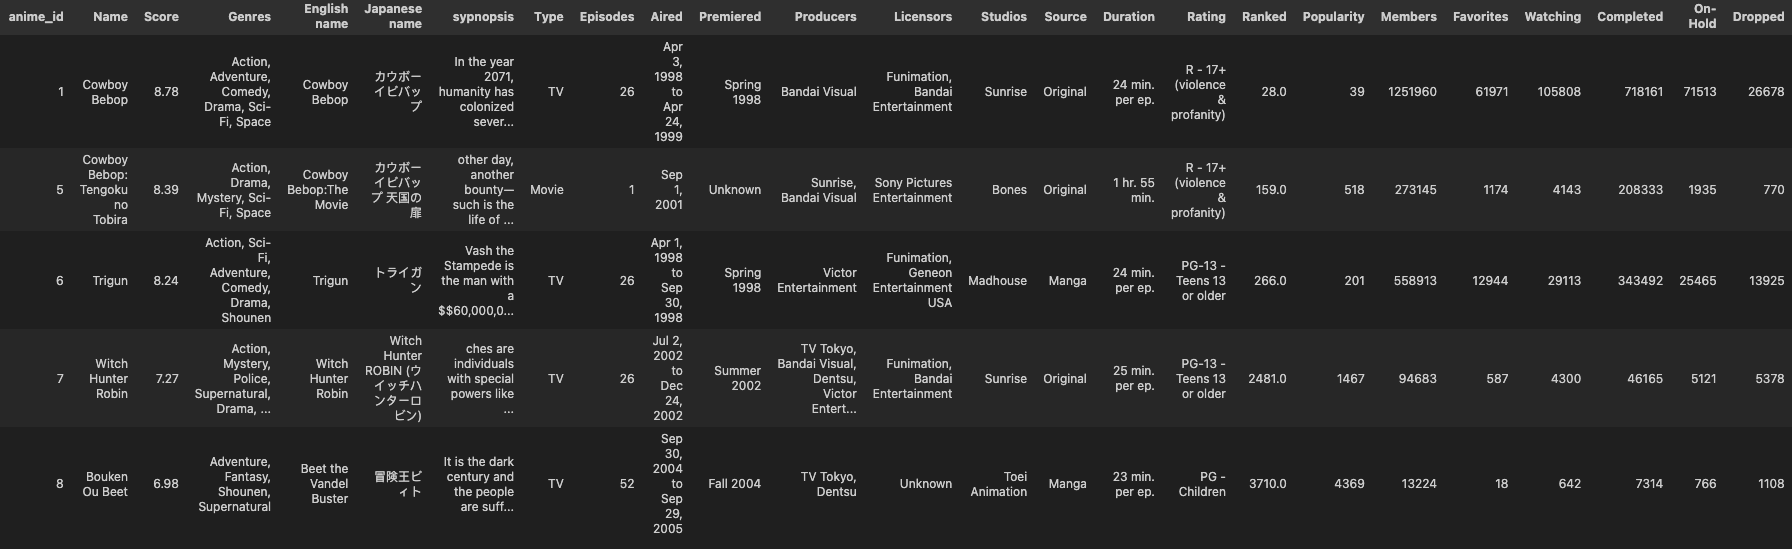 anime_id
Name
Score
Genres
English
name
Japanese
name
sypnopsis
Type
Episodes
Aired
Premiered
Producers
Licensors
Studios
Source
Duration
Rating
Ranked
Popularity
Members
Favorites
Watching
Completed
On-
Hold
Dropped
1
Cowboy
Bebop
8.78
Action,
Adventure,
Comedy,
Drama, Sci-
Fi, Space
Cowboy
Bebop
カウボー
イビバッ
プ
In the year
2071,
humanity has
colonized
sever...
TV
26
Apr
3,
1998
to
Apr
24,
1999
Spring
1998
Bandai Visual
Funimation,
Bandai
Entertainment
Sunrise
Original
24 min.
per ep.
R - 17+
(violence
&
profanity)
28.0
39
1251960
61971
105808
718161
71513
26678
5
Cowboy
Bebop:
Tengoku
no
Tobira
8.39
Action,
Drama,
Mystery, Sci-
Fi, Space
Cowboy
Bebop:The
Movie
カウボー
イビバッ
プ 天国の
扉
other day,
another
bounty—
such is the
life of ...
Movie
1
Sep
1,
2001
Unknown
Sunrise,
Bandai Visual
Sony Pictures
Entertainment
Bones
Original
1 hr. 55
min.
R - 17+
(violence
&
profanity)
159.0
518
273145
1174
4143
208333
1935
770
6
Trigun
8.24
Action, Sci-
Fi,
Adventure,
Comedy,
Drama,
Shounen
Trigun
トライガ
ン
Vash the
Stampede is
the man with
a
$$60,000,0...
TV
26
Apr 1,
1998
to
Sep
30,
1998
Spring
1998
Victor
Entertainment
Funimation,
Geneon
Entertainment
USA
Madhouse
Manga
24 min.
per ep.
PG-13 -
Teens 13
or older
266.0
201
558913
12944
29113
343492
25465
13925
7
Witch
Hunter
Robin
7.27
Action,
Mystery,
Police,
Supernatural,
Drama, ...
Witch
Hunter
Robin
Witch
Hunter
ROBIN (ウ
イッチハ
ンターロ
ビン)
ches are
individuals
with special
powers like
...
TV
26
Jul 2,
2002
to
Dec
24,
2002
Summer
2002
TV Tokyo,
Bandai Visual,
Dentsu,
Victor
Entert...
Funimation,
Bandai
Entertainment
Sunrise
Original
25 min.
per ep.
PG-13 -
Teens 13
or older
2481.0
1467
94683
587
4300
46165
5121
5378
8
Bouken
Ou Beet
6.98
Adventure,
Fantasy,
Shounen,
Supernatural
Beet the
Vandel
Buster
冒険王ビ
ィト
It is the dark
century and
the people
are suff...
TV
52
Sep
30,
2004
to
Sep
29,
2005
Fall 2004
TV Tokyo,
Dentsu
Unknown
Toei
Animation
Manga
23 min.
per ep.
PG -
Children
3710.0
4369
13224
18
642
7314
766
1108